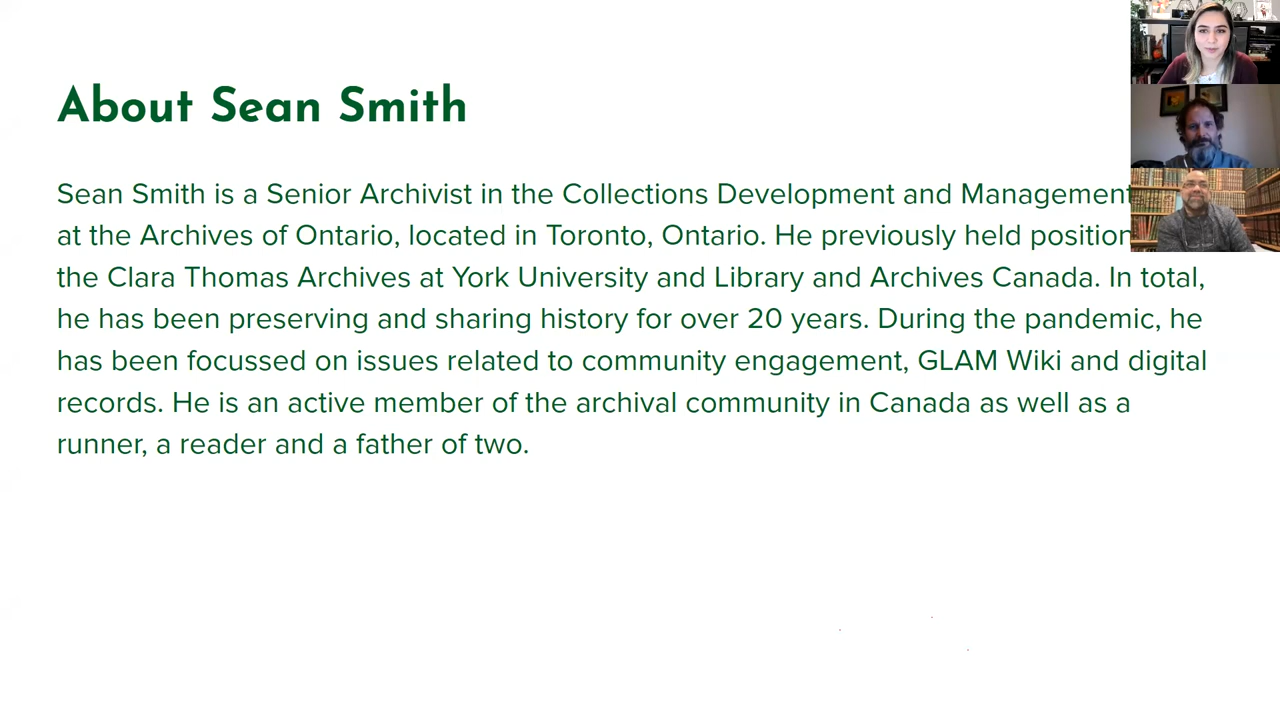 About Sean Smith
Sean Smith is a Senior Archivist in the Collections Development and Management
at the Archives of Ontario, located in Toronto, Ontario. He previously held
the Clara Thomas Archives at York University and Library and Archives Canada. In total,
he has been preserving and sharing history for over 20 years. During the pandemic, he
has been focussed on issues related to community engagement, GLAM Wiki and digital
records. He is an active member of the archival community in Canada as well as a
runner, a reader and a father of two.